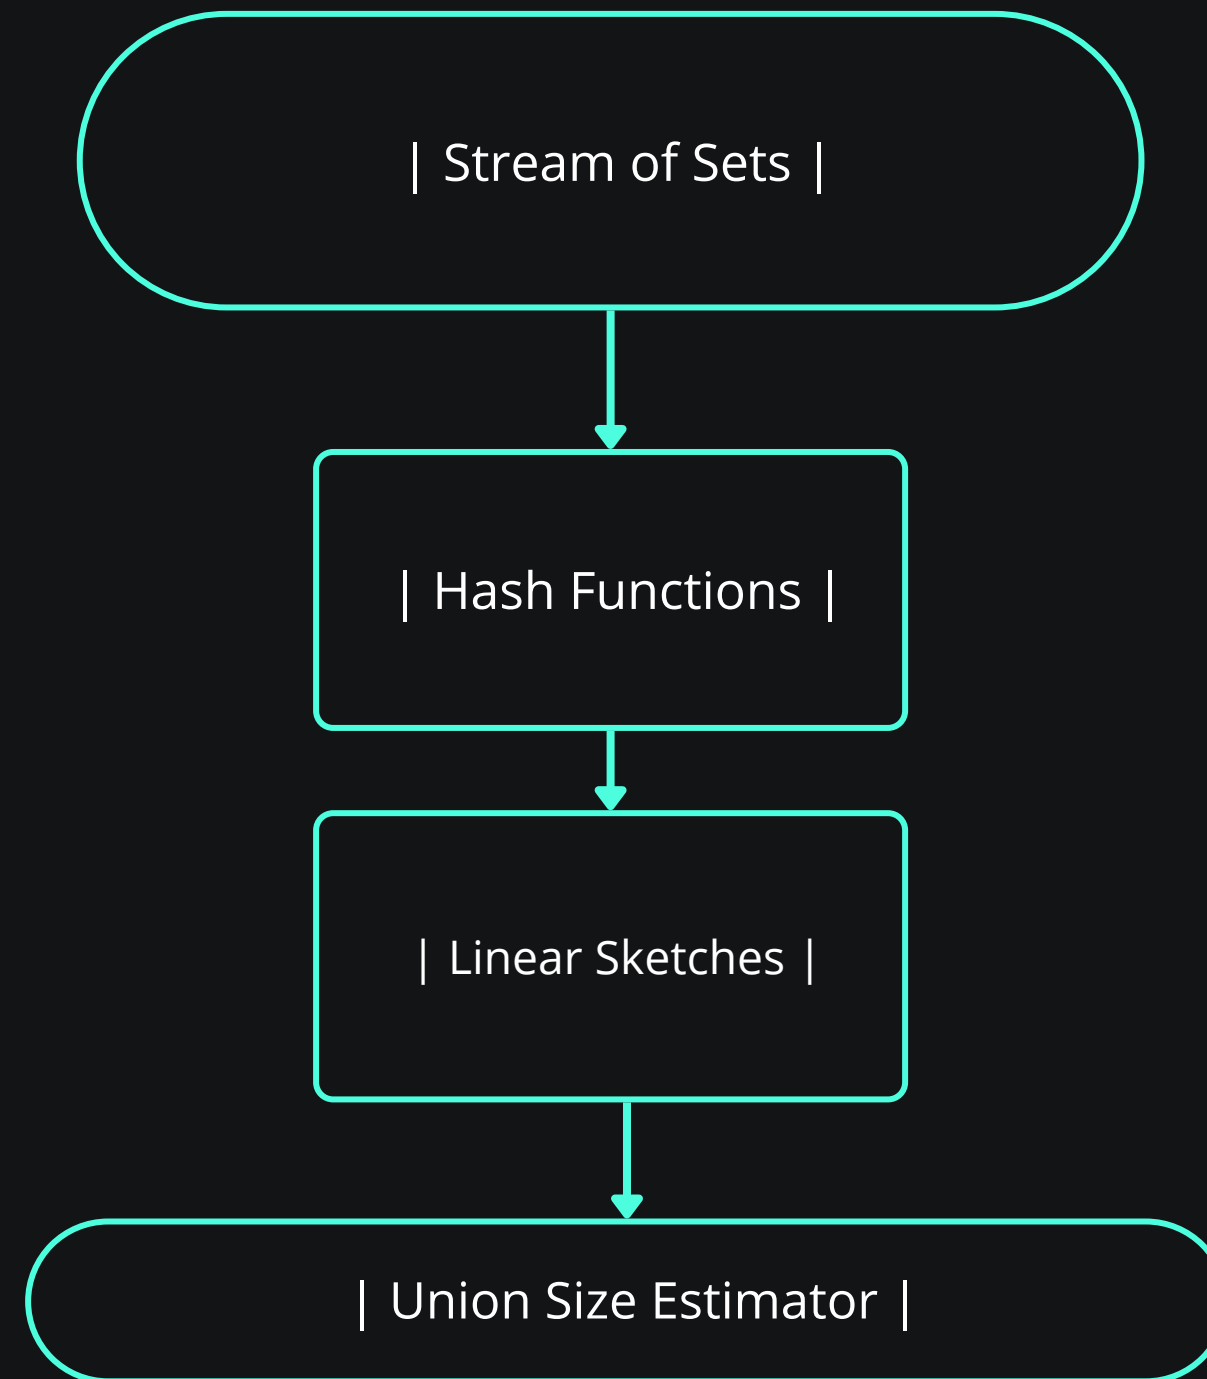 | Stream of Sets |
| Hash Functions |
| Linear Sketches |
| Union Size Estimator |